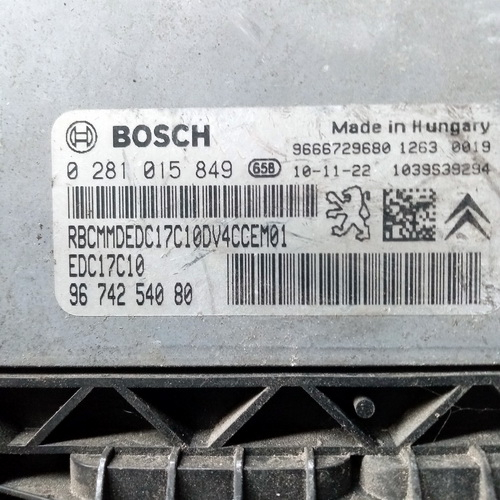 BOSCH
Made in Hungary
9666729680 1263 0019
0 281 015 849 G5B 10-11-22 1039S39294
RBCMMDEDC17C10DV4CCEM01
EDC17C10
96 742 540 80